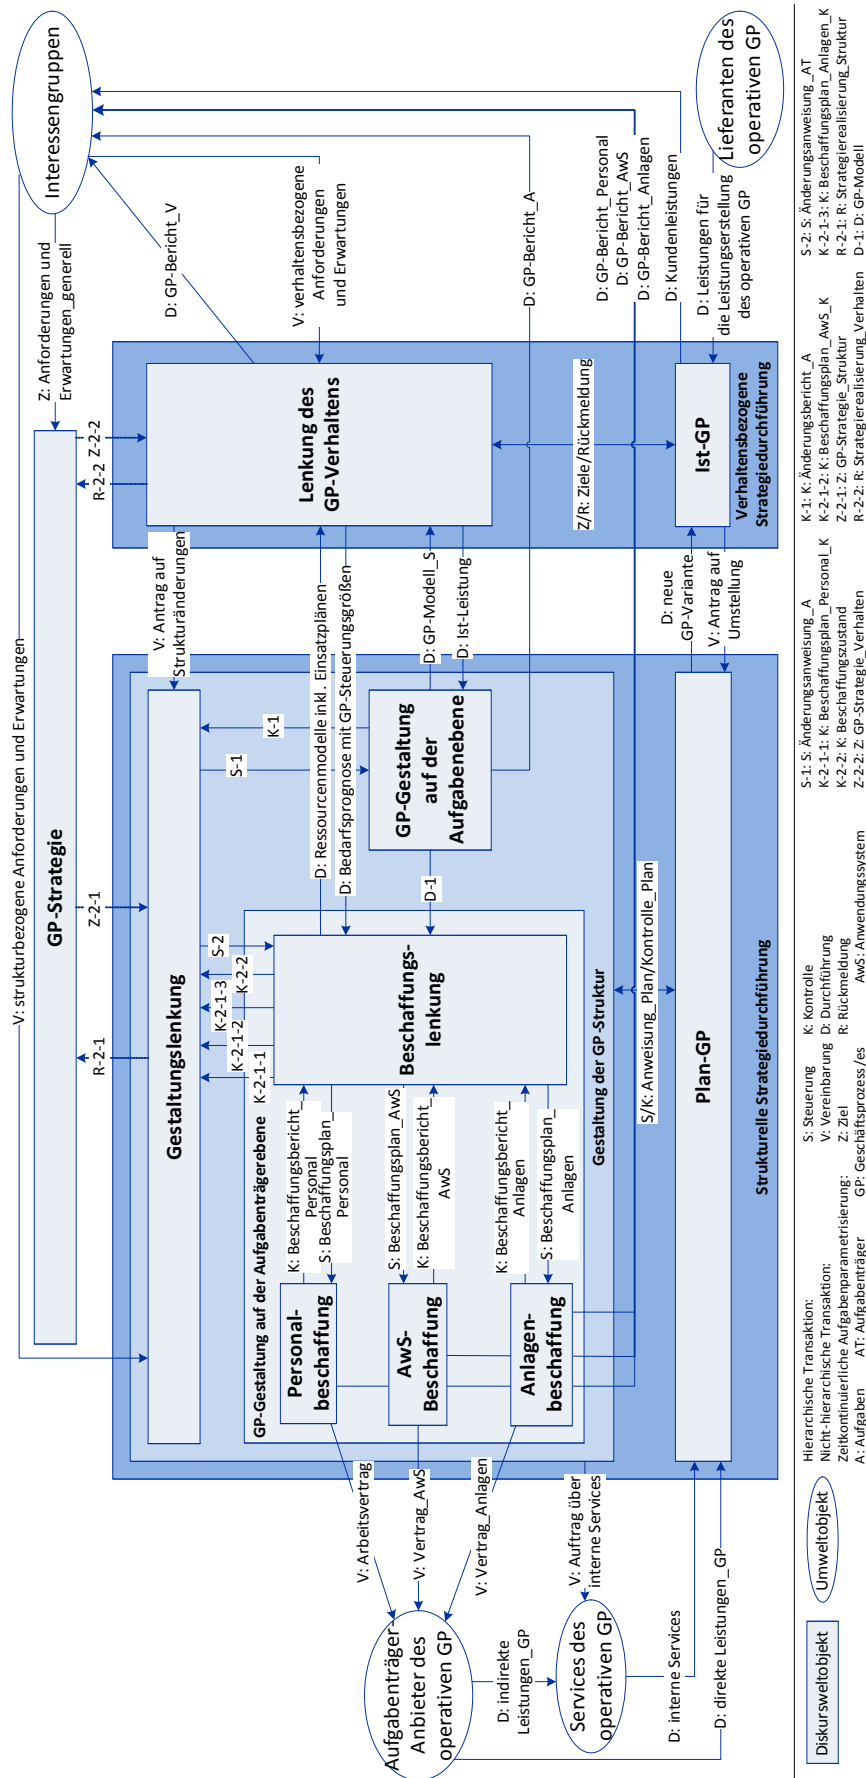 Interessengruppen
V: strukturbezogene Anforderungen und Erwartungen
Z: Anforderungen und
Erwartungen_generell
D: GP-Bericht_V
V: verhaltensbezogene
Anforderungen
und Erwartungen
D: GP-Bericht_A
D: GP-Bericht_Personal
D: GP-Bericht_AwS
D: GP-Bericht_Anlagen
D: Kundenleistungen
Lieferanten des
operativen GP
D: Leistungen für
die Leistungserstellung
des operativen GP
GP-Strategie
R-2-1
Z-2-1
R-2-2
Z-2-2
Lenkung des
GP-Verhaltens
Z/R: Ziele/Rückmeldung
Ist-GP
Verhaltensbezogene
Strategiedurchführung
V: Antrag auf
Strukturänderungen
D: Ressourcenmodelle inkl. Einsatzplänen
D: Bedarfsprognose mit GP-Steuerungsgrößen
D: GP-Modell_S
D: Ist-Leistung
D: neue
GP-Variante
V: Antrag auf
Umstellung
Gestaltungslenkung
K-1
S-1
GP-Gestaltung
auf der
Aufgabenebene
D-1
S-2
K-2-2
K-2-1-3
K-2-1-2
K-2-1-1
Beschaffungs-
lenkung
GP-Gestaltung auf der Aufgabenträgerebene
K: Beschaffungsbericht_
Personal
S: Beschaffungsplan_
Personal
S: Beschaffungsplan_AwS
K: Beschaffungsbericht_
AwS
K: Beschaffungsbericht_
Anlagen
S: Beschaffungsplan_
Anlagen
Personal-
beschaffung
AwS-
Beschaffung
Anlagen-
beschaffung
Gestaltung der GP-Struktur
S/K: Anweisung_Plan/Kontrolle_Plan
Plan-GP
Strukturelle Strategiedurchführung
V: Arbeitsvertrag
V: Vertrag_AwS
V: Vertrag_Anlagen
V: Auftrag über
interne Services
Aufgabenträger-
Anbieter des
operativen GP
D: indirekte
Leistungen_GP
Services des
operativen GP
D: interne Services
D: direkte Leistungen_GP
Diskursweltobjekt
Umweltobjekt
Hierarchische Transaktion:
S: Steuerung
K: Kontrolle
Nicht-hierarchische Transaktion:
V: Vereinbarung
D: Durchführung
Zeitkontinuierliche Aufgabenparametrisierung:
Z: Ziel
R: Rückmeldung
A: Aufgaben
AT: Aufgabenträger
GP: Geschäftsprozess/es
AwS: Anwendungssystem
S-1: S: Änderungsanweisung_A
K-2-1-1: K: Beschaffungsplan_Personal_K
K-2-2: K: Beschaffungszustand
Z-2-2: Z: GP-Strategie_Verhalten
K-1: K: Änderungsbericht_A
K-2-1-2: K: Beschaffungsplan_AwS_K
Z-2-1: Z: GP-Strategie_Struktur
R-2-2: R: Strategierealisierung_Verhalten
S-2: S: Änderungsanweisung_AT
K-2-1-3: K: Beschaffungsplan_Anlagen_K
R-2-1: R: Strategierealisierung_Struktur
D-1: D: GP-Modell